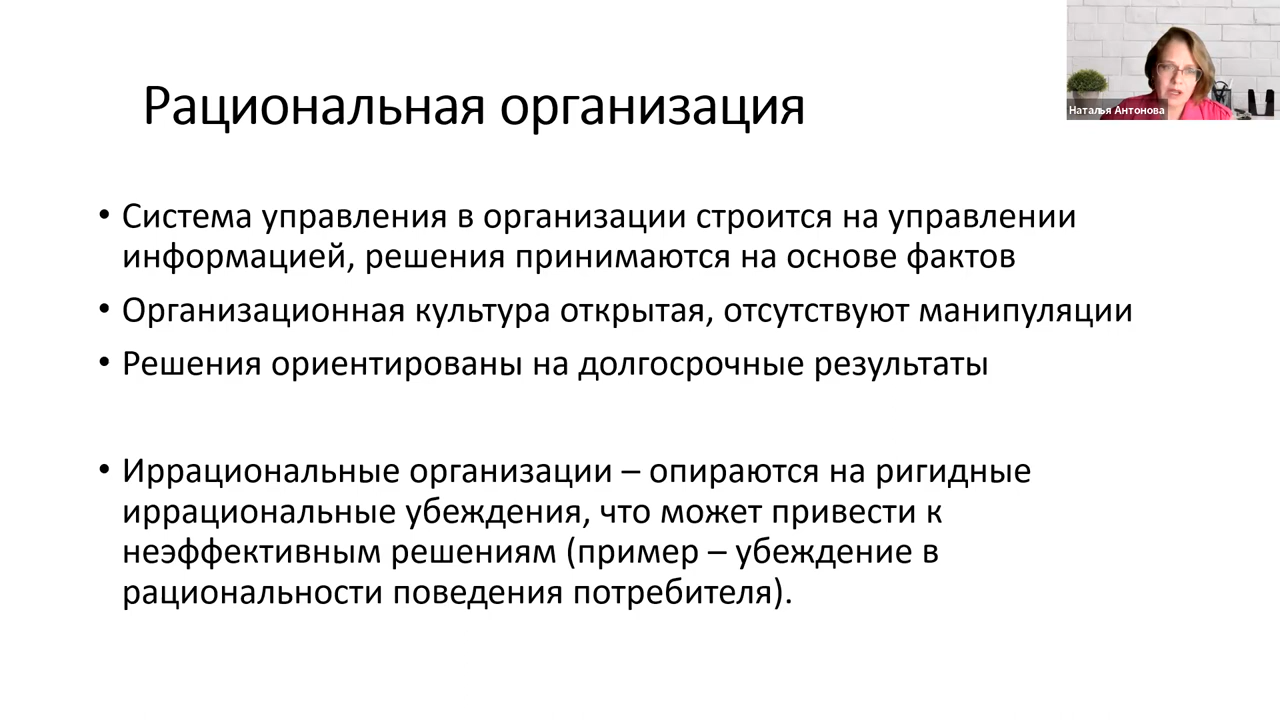 Рациональная организация
Наталья Антонова
• Система управления в организации строится на управлении
информацией, решения принимаются на основе фактов
• Организационная культура открытая, отсутствуют манипуляции
• Решения ориентированы на долгосрочные результаты
• Иррациональные организации – опираются на ригидные
иррациональные убеждения, что может привести к
неэффективным решениям (пример – убеждение в
рациональности поведения потребителя).